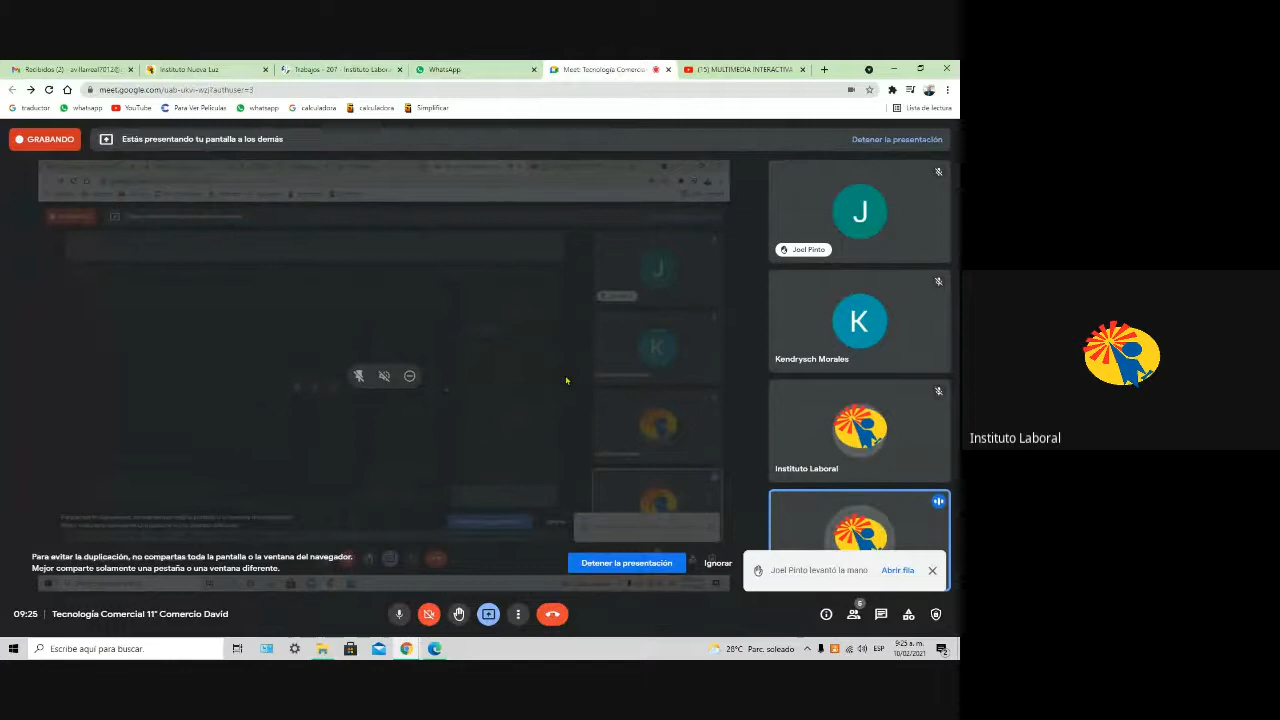 Recibidos (2) - avillarreal7012@
Instituto Nueva Luz
Trabajos - 207 - Instituto Labora
WhatsApp
Meet: Tecnología Comercia
(15) MULTIMEDIA INTERACTIVA
meet.google.com/uab-ukvi-wzj?authuser=3
traductor
whatsapp
YouTube
Para Ver Peliculas
whatsapp
calculadora
calculadora
Simplificar
Lista de lectura
GRABANDO
Estás presentando tu pantalla a los demás
Detener la presentación
J
Joel Pinto
K
Kendrysch Morales
Instituto Laboral
Instituto Laboral
Para evitar la duplicación, no compartas toda la pantalla o la ventana del navegador.
Mejor comparte solamente una pestaña o una ventana diferente.
Detener la presentación
Ignorar
Joel Pinto levantó la mano
Abrir fila
09:25
Tecnología Comercial 11° Comercio David
6
Escribe aquí para buscar.
28°C Parc. soleado
ESP
9:25 a. m.
10/02/2021
2